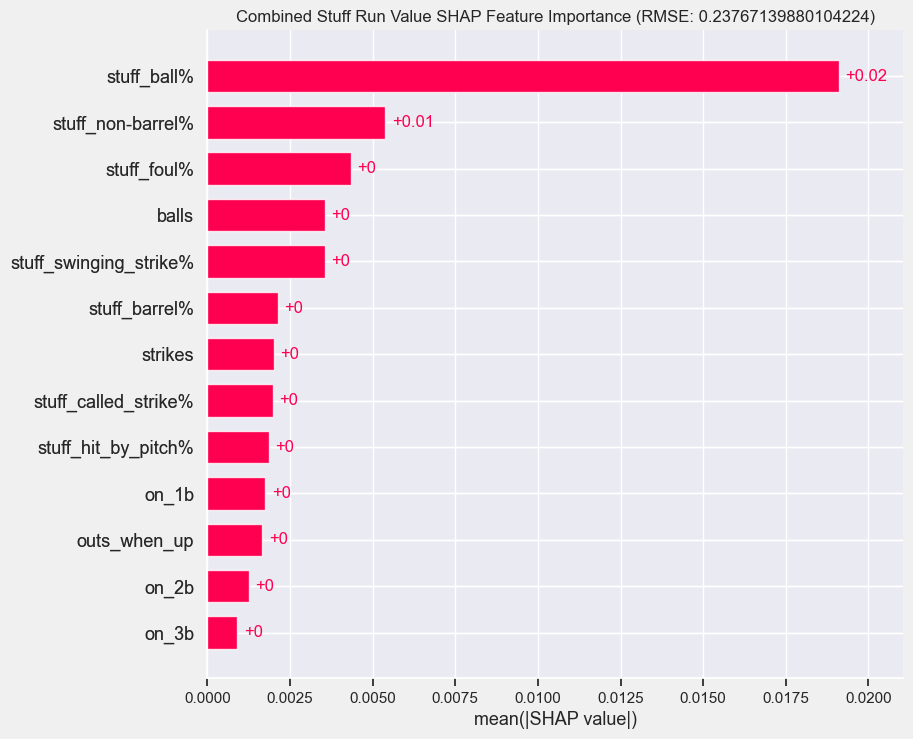 Combined Stuff Run Value SHAP Feature Importance (RMSE: 0.23767139880104224)
stuff_ball% +0.02
stuff_non-barrel% +0.01
stuff_foul% +0
balls +0
stuff_swinging_strike% +0
stuff_barrel% +0
strikes +0
stuff_called_strike% +0
stuff_hit_by_pitch% +0
on_1b +0
outs_when_up +0
on_2b +0
on_3b +0
0.0000 0.0025 0.0050 0.0075 0.0100 0.0125 0.0150 0.0175 0.0200
mean(|SHAP value|)